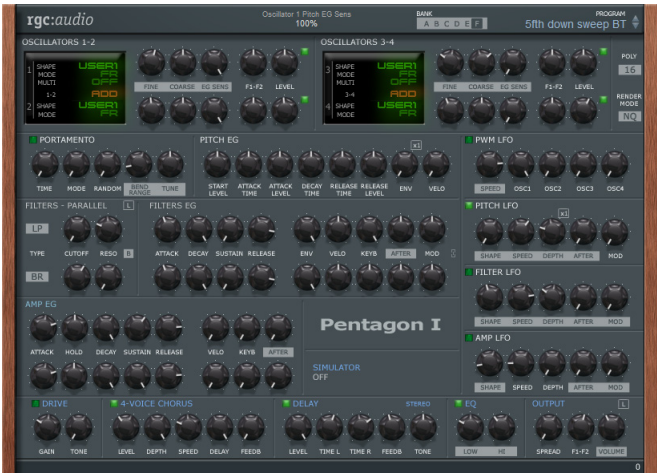 rgc:audio
Oscillator 1 Pitch EG Sens
100%
BANK
A B C D E F
PROGRAM
5fth down sweep BT
OSCILLATORS 1-2
1 SHAPE USER1
MODE FR
MULTI OFF
1-2 ADD
2 SHAPE USER1
MODE FR
FINE COARSE EG SENS F1-F2 LEVEL
OSCILLATORS 3-4
3 SHAPE USER1
MODE FR
MULTI OFF
3-4 ADD
4 SHAPE USER1
MODE FR
FINE COARSE EG SENS F1-F2 LEVEL
POLY
16
RENDER
MODE
NQ
PORTAMENTO
TIME MODE RANDOM BEND RANGE TUNE
PITCH EG
x1
START LEVEL ATTACK TIME ATTACK LEVEL DECAY TIME RELEASE TIME RELEASE LEVEL ENV VELO
PWM LFO
SPEED OSC1 OSC2 OSC3 OSC4
FILTERS - PARALLEL L
LP
TYPE CUTOFF RESO B
BR
FILTERS EG
ATTACK DECAY SUSTAIN RELEASE ENV VELO KEYB AFTER MOD
PITCH LFO
x1
SHAPE SPEED DEPTH AFTER MOD
FILTER LFO
SHAPE SPEED DEPTH AFTER MOD
AMP EG
ATTACK HOLD DECAY SUSTAIN RELEASE VELO KEYB AFTER
Pentagon I
SIMULATOR
OFF
AMP LFO
SHAPE SPEED DEPTH AFTER MOD
DRIVE
GAIN TONE
4-VOICE CHORUS
LEVEL DEPTH SPEED DELAY FEEDB
DELAY STEREO
LEVEL TIME L TIME R FEEDB TONE
EQ
LOW HI
OUTPUT L
SPREAD F1-F2 VOLUME
0